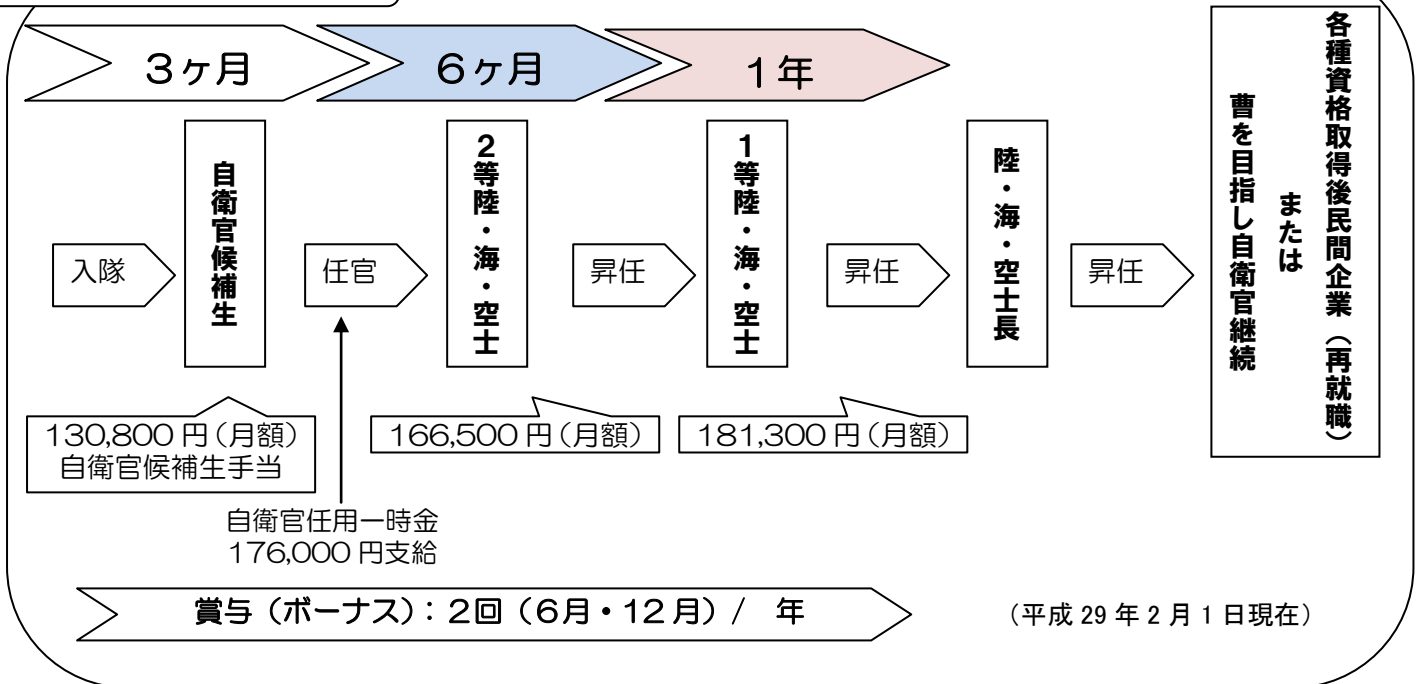 3ヶ月
6ヶ月
1年
入隊
自衛官候補生
任官
2等陸・海・空士
昇任
1等陸・海・空士
昇任
陸・海・空士長
昇任
各種資格取得後民間企業（再就職）
または
曹を目指し自衛官継続
130,800円（月額）
自衛官候補生手当
166,500円（月額）
181,300円（月額）
自衛官任用一時金
176,000円支給
賞与（ボーナス）：2回（6月・12月）/ 年
（平成29年2月1日現在）